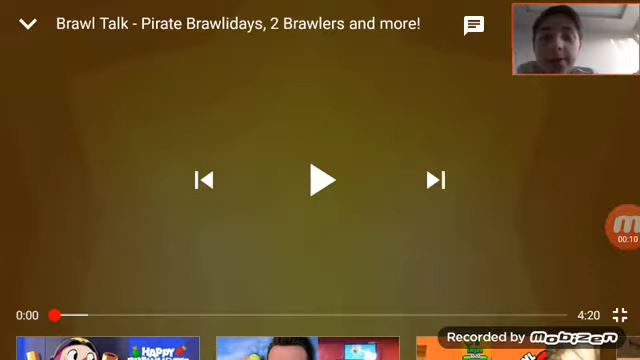 Brawl Talk - Pirate Brawlidays, 2 Brawlers and more!
00:10
0:00
4:20
HAPPY
Recorded by mobizen